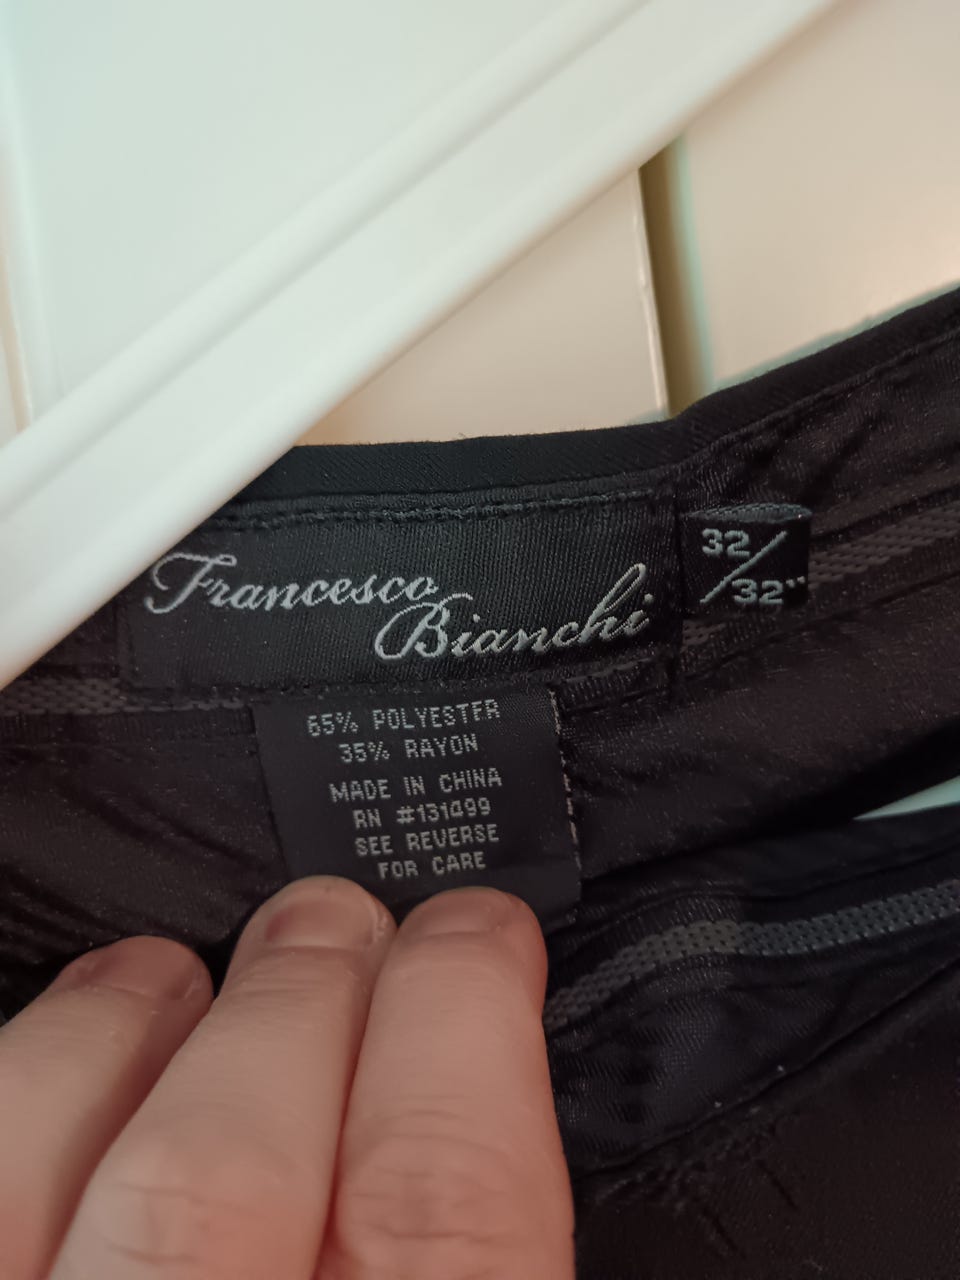 Francesco
Bianchi
32/
/32"
65% POLYESTER
35% RAYON
MADE IN CHINA
RN #131499
SEE REVERSE
FOR CARE